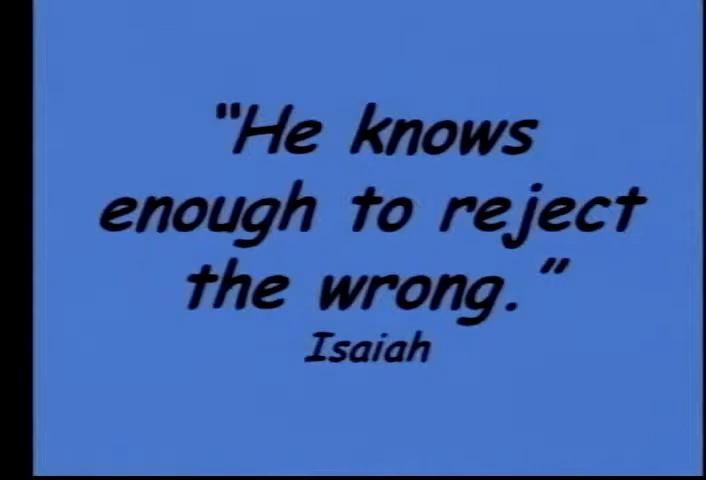 "He knows
enough to reject
the wrong."
Isaiah